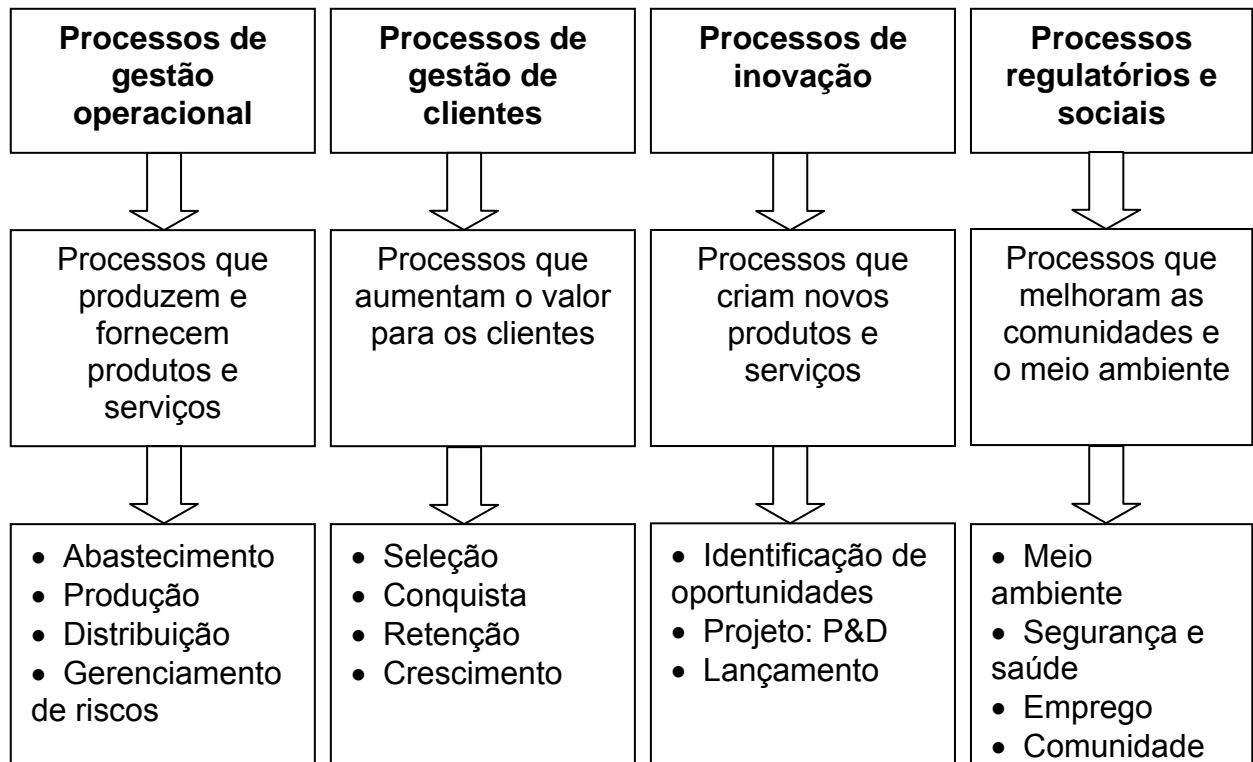 Processos de
gestão
operacional
Processos de
gestão de
clientes
Processos de
inovação
Processos
regulatórios e
sociais
Processos que
produzem e
fornecem
produtos e
serviços
Processos que
aumentam o valor
para os clientes
Processos que
criam novos
produtos e
serviços
Processos que
melhoram as
comunidades e
o meio ambiente
• Abastecimento
• Produção
• Distribuição
• Gerenciamento
de riscos
• Seleção
• Conquista
• Retenção
• Crescimento
• Identificação de
oportunidades
• Projeto: P&D
• Lançamento
• Meio
ambiente
• Segurança e
saúde
• Emprego
• Comunidade